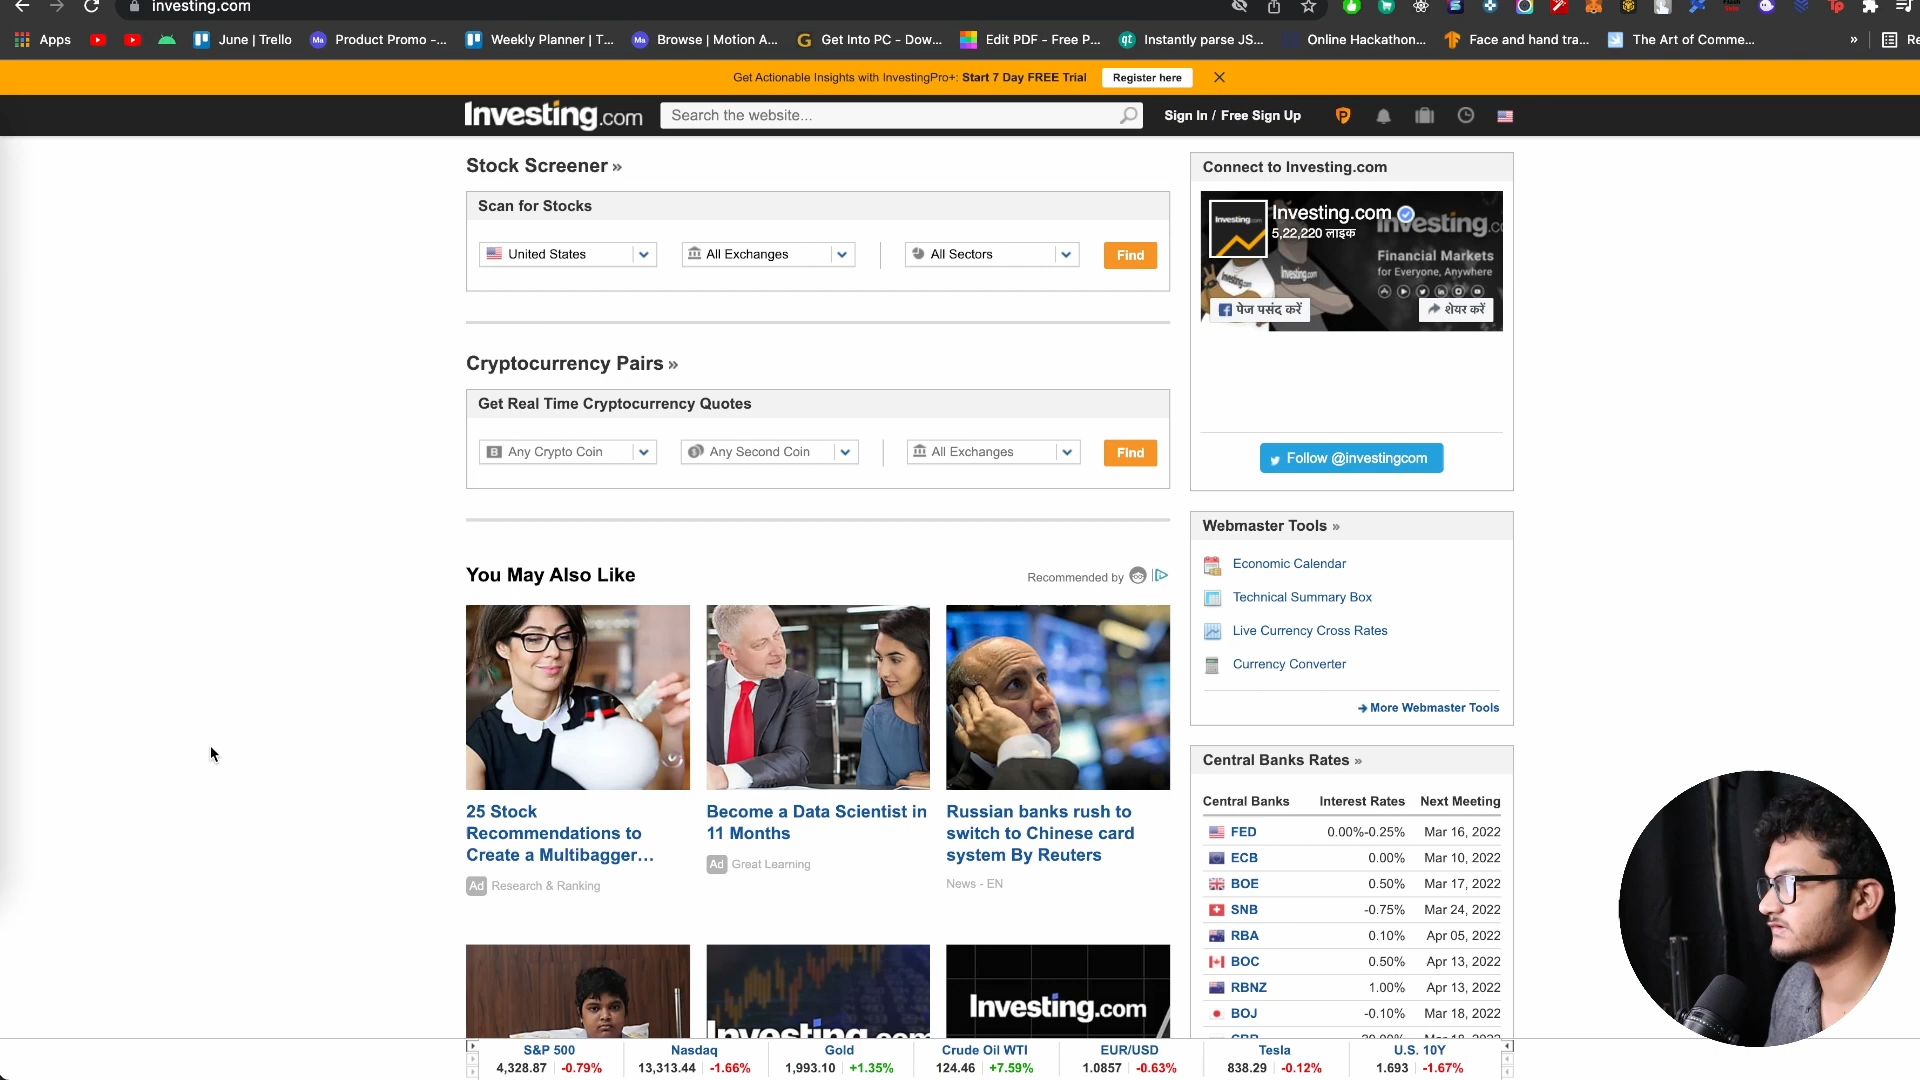 investing.com
Apps
June | Trello
Product Promo -...
Weekly Planner | T...
Browse | Motion A...
Get Into PC - Dow...
Edit PDF - Free P...
Instantly parse JS...
Online Hackathon...
Face and hand tra...
The Art of Comme...
»
Re
Get Actionable Insights with InvestingPro+: Start 7 Day FREE Trial
Register here
Investing.com
Search the website...
Sign In / Free Sign Up
Stock Screener »
Scan for Stocks
United States
All Exchanges
All Sectors
Find
Cryptocurrency Pairs »
Get Real Time Cryptocurrency Quotes
Any Crypto Coin
Any Second Coin
All Exchanges
Find
You May Also Like
Recommended by
25 Stock
Recommendations to
Create a Multibagger...
Ad Research & Ranking
Become a Data Scientist in
11 Months
Ad Great Learning
Russian banks rush to
switch to Chinese card
system By Reuters
News - EN
Investing.com
Investing.com
Connect to Investing.com
Investing.com
5,22,220 लाइक
Financial Markets
for Everyone, Anywhere
पेज पसंद करें
शेयर करें
Follow @investingcom
Webmaster Tools »
Economic Calendar
Technical Summary Box
Live Currency Cross Rates
Currency Converter
More Webmaster Tools
Central Banks Rates »
Central Banks Interest Rates Next Meeting
FED 0.00%-0.25% Mar 16, 2022
ECB 0.00% Mar 10, 2022
BOE 0.50% Mar 17, 2022
SNB -0.75% Mar 24, 2022
RBA 0.10% Apr 05, 2022
BOC 0.50% Apr 13, 2022
RBNZ 1.00% Apr 13, 2022
BOJ -0.10% Mar 18, 2022
S&P 500
4,328.87 -0.79%
Nasdaq
13,313.44 -1.66%
Gold
1,993.10 +1.35%
Crude Oil WTI
124.46 +7.59%
EUR/USD
1.0857 -0.63%
Tesla
838.29 -0.12%
U.S. 10Y
1.693 -1.67%